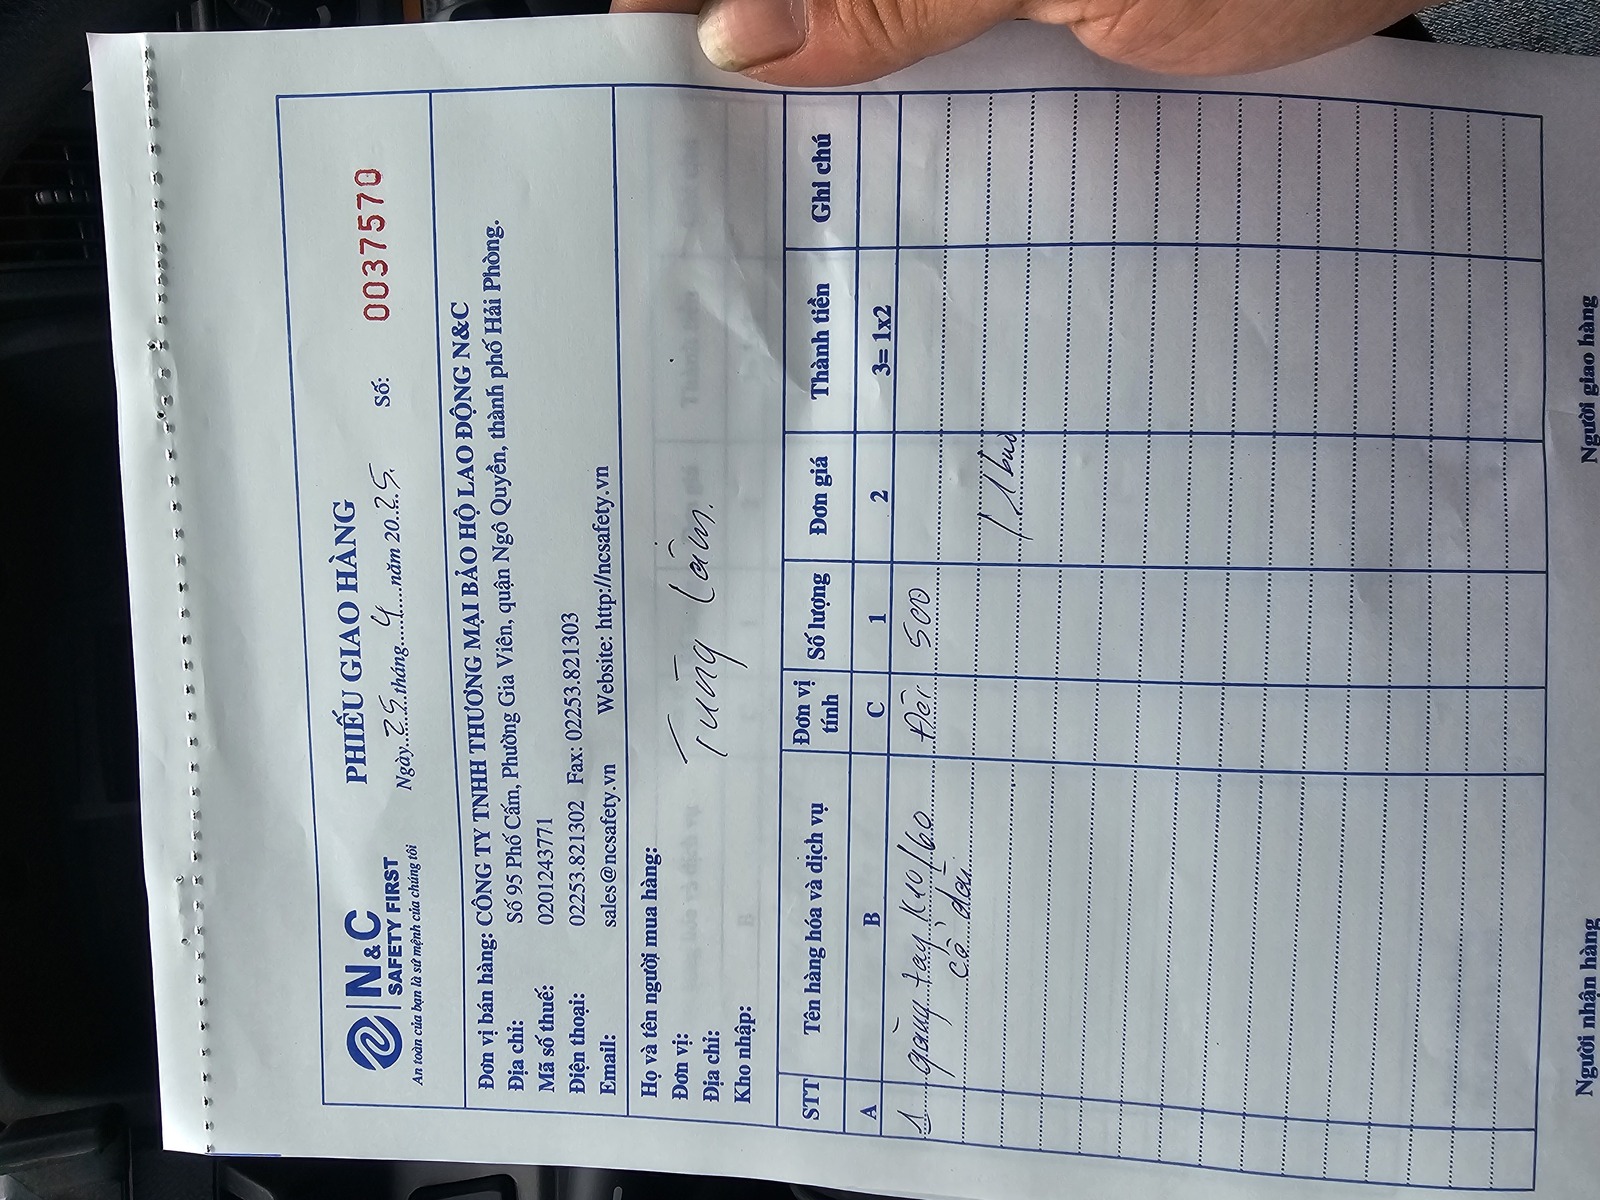 N&C
SAFETY FIRST
An toàn của bạn là sứ mệnh của chúng tôi
PHIẾU GIAO HÀNG
Ngày 25 tháng 4 năm 2025. Số: 0037570
Đơn vị bán hàng: CÔNG TY TNHH THƯƠNG MẠI BẢO HỘ LAO ĐỘNG N&C
Địa chỉ: Số 95 Phố Cấm, Phường Gia Viên, quận Ngô Quyền, thành phố Hải Phòng.
Mã số thuế: 0201243771
Điện thoại: 02253.821302 Fax: 02253.821303
Email: sales@ncsafety.vn Website: http://ncsafety.vn
Họ và tên người mua hàng:
Đơn vị: Tùng Lâm.
Địa chỉ:
Kho nhập:
STT Tên hàng hóa và dịch vụ Đơn vị tính Số lượng Đơn giá Thành tiền Ghi chú
A B C 1 2 3= 1x2
1 găng tay K10/60 Đôi 500
Người nhận hàng Người giao hàng